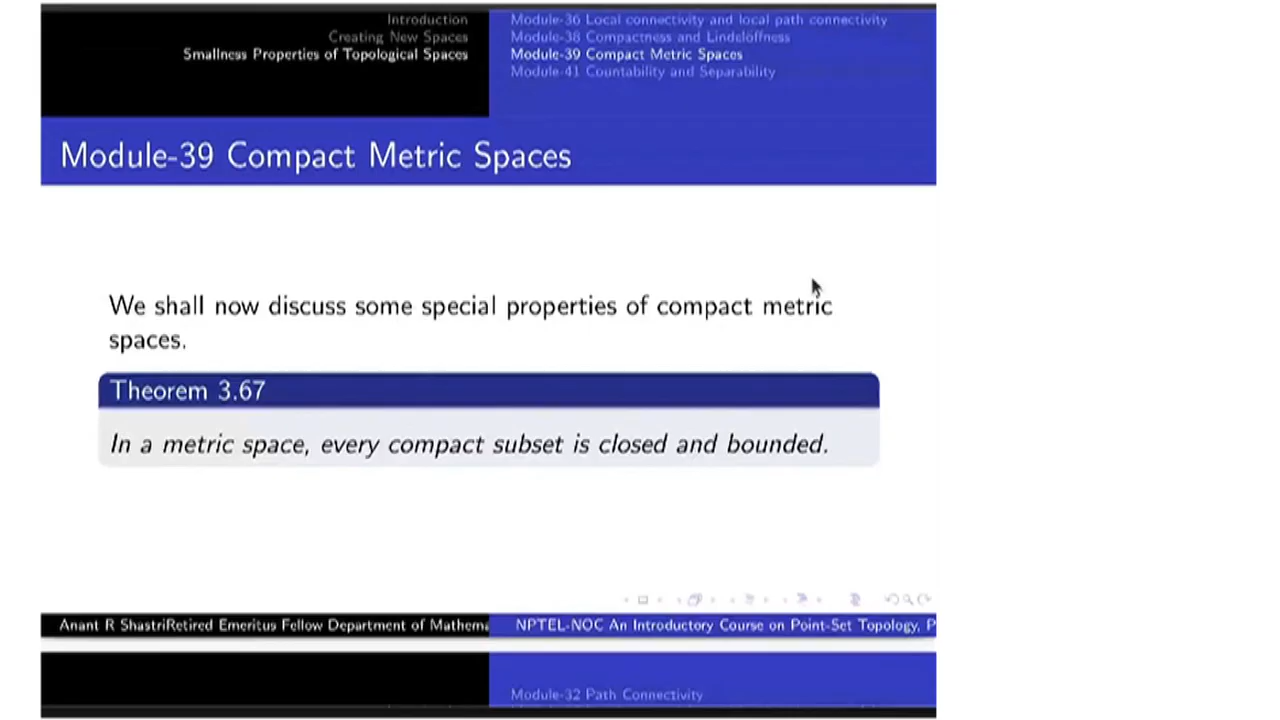 Introduction
Creating New Spaces
Smallness Properties of Topological Spaces
Module-36 Local connectivity and local path connectivity
Module-38 Compactness and Lindelöffness
Module-39 Compact Metric Spaces
Module-41 Countability and Separability
Module-39 Compact Metric Spaces
We shall now discuss some special properties of compact metric
spaces.
Theorem 3.67
In a metric space, every compact subset is closed and bounded.
Anant R ShastriRetired Emeritus Fellow Department of Mathema
NPTEL-NOC An Introductory Course on Point-Set Topology, P
Module-32 Path Connectivity